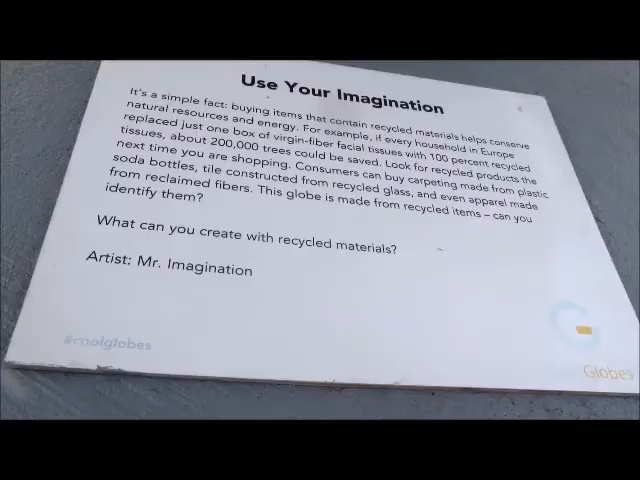 Use Your Imagination
It's a simple fact: buying items that contain recycled materials helps conserve
natural resources and energy. For example, if every household in Europe
replaced just one box of virgin-fiber facial tissues with 100 percent recycled
tissues, about 200,000 trees could be saved. Look for recycled products the
next time you are shopping. Consumers can buy carpeting made from plastic
soda bottles, tile constructed from recycled glass, and even apparel made
from reclaimed fibers. This globe is made from recycled items – can you
identify them?
What can you create with recycled materials?
Artist: Mr. Imagination
#coolglobes
Globes